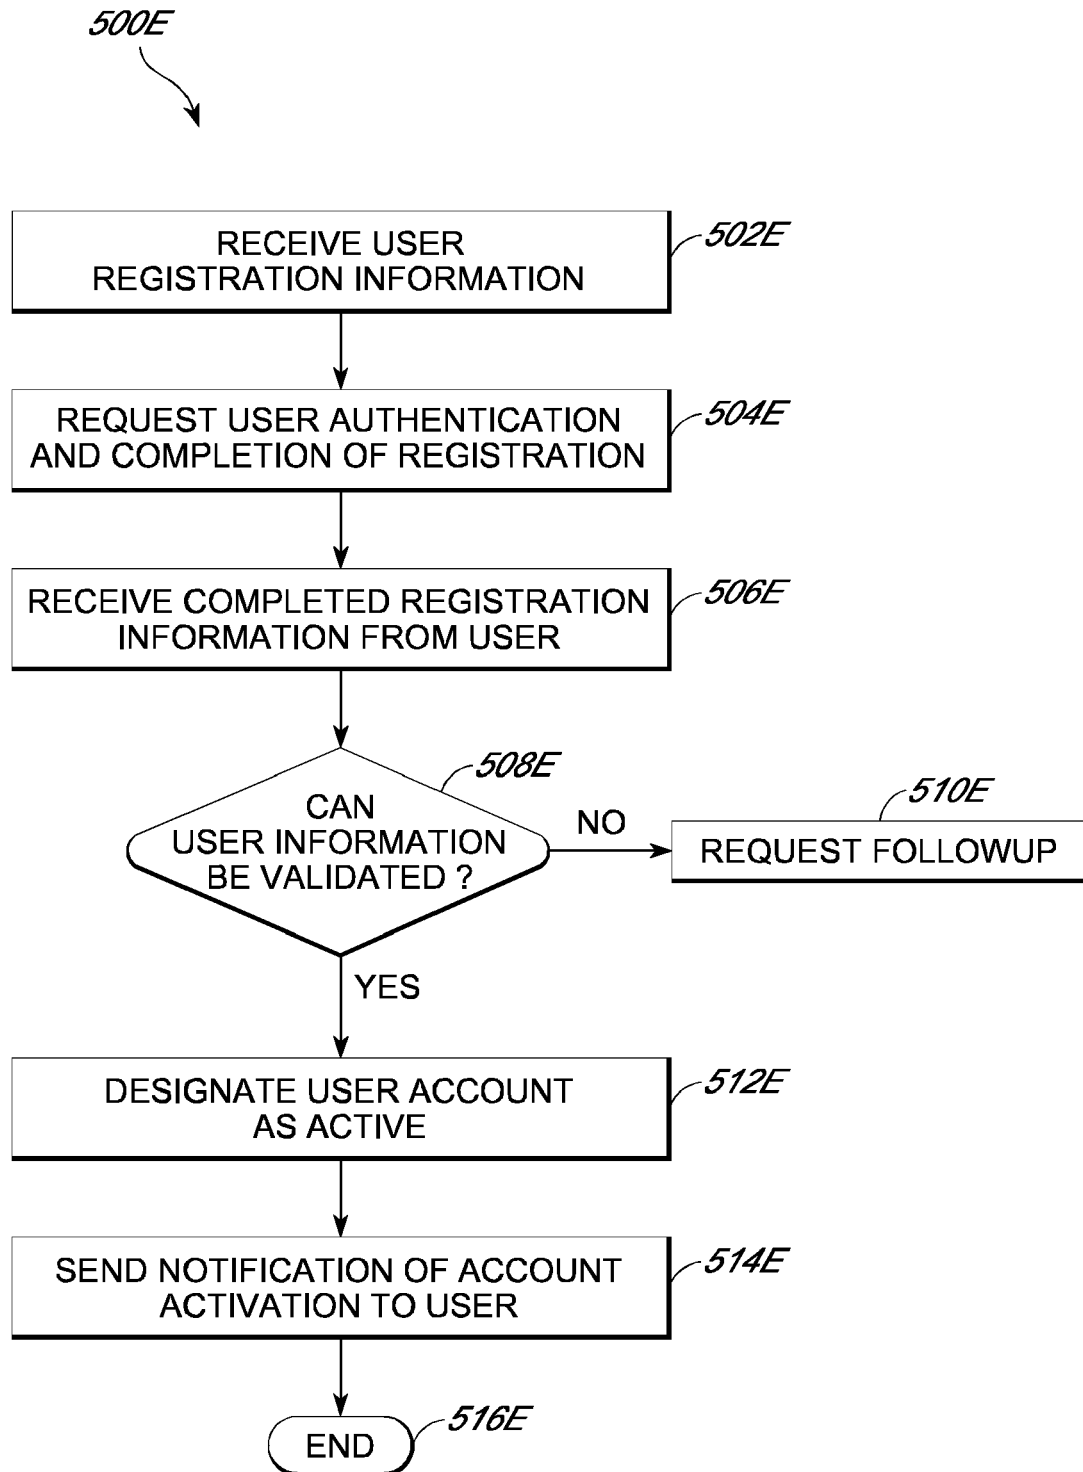 500E
RECEIVE USER
REGISTRATION INFORMATION
502E
REQUEST USER AUTHENTICATION
AND COMPLETION OF REGISTRATION
504E
RECEIVE COMPLETED REGISTRATION
INFORMATION FROM USER
506E
CAN
USER INFORMATION
BE VALIDATED ?
508E
NO
REQUEST FOLLOWUP
510E
YES
DESIGNATE USER ACCOUNT
AS ACTIVE
512E
SEND NOTIFICATION OF ACCOUNT
ACTIVATION TO USER
514E
END
516E